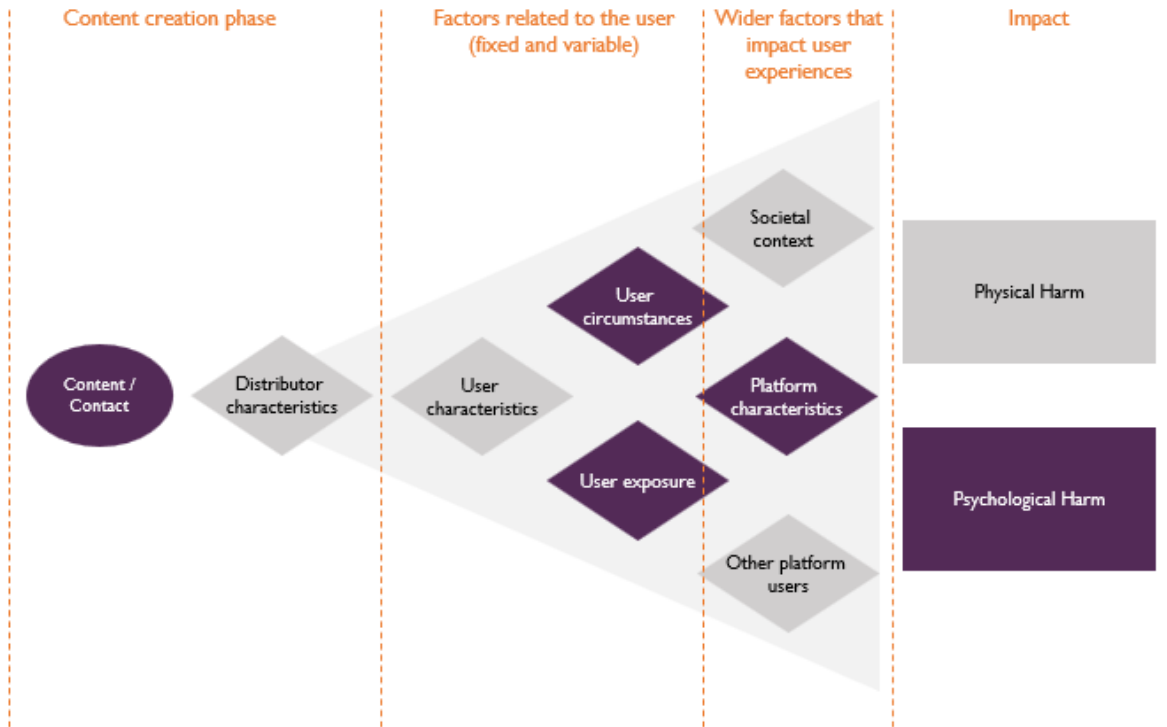 Content creation phase
Factors related to the user
(fixed and variable)
Wider factors that
impact user
experiences
Impact
Societal
context
User
circumstances
Physical Harm
Content /
Contact
Distributor
characteristics
User
characteristics
Platform
characteristics
User exposure
Psychological Harm
Other platform
users